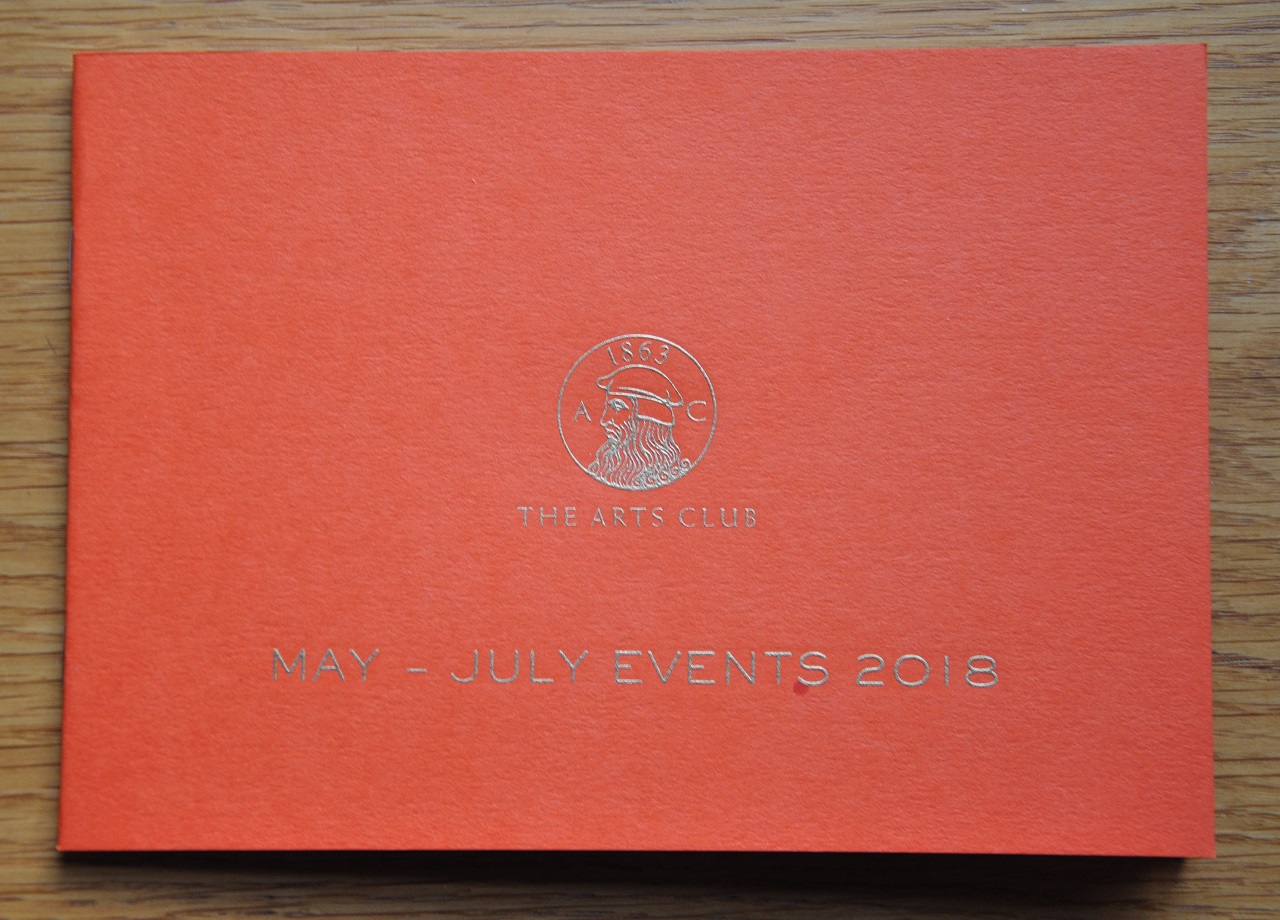 1863
A C
THE ARTS CLUB
MAY – JULY EVENTS 2018